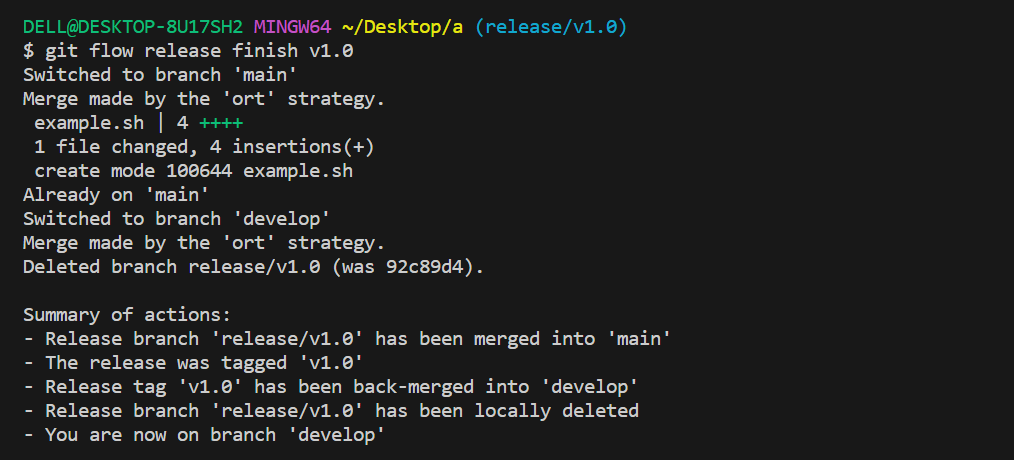 DELL@DESKTOP-8U17SH2 MINGW64 ~/Desktop/a (release/v1.0)
$ git flow release finish v1.0
Switched to branch 'main'
Merge made by the 'ort' strategy.
 example.sh | 4 ++++
 1 file changed, 4 insertions(+)
 create mode 100644 example.sh
Already on 'main'
Switched to branch 'develop'
Merge made by the 'ort' strategy.
Deleted branch release/v1.0 (was 92c89d4).

Summary of actions:
- Release branch 'release/v1.0' has been merged into 'main'
- The release was tagged 'v1.0'
- Release tag 'v1.0' has been back-merged into 'develop'
- Release branch 'release/v1.0' has been locally deleted
- You are now on branch 'develop'